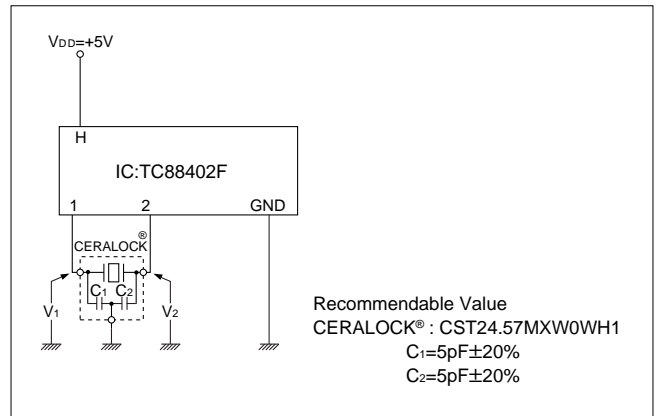 VDD=+5V
H
IC:TC88402F
1 2 GND
CERALOCK®
C1 C2
V1 V2
Recommendable Value
CERALOCK® : CST24.57MXW0WH1
C1=5pF±20%
C2=5pF±20%